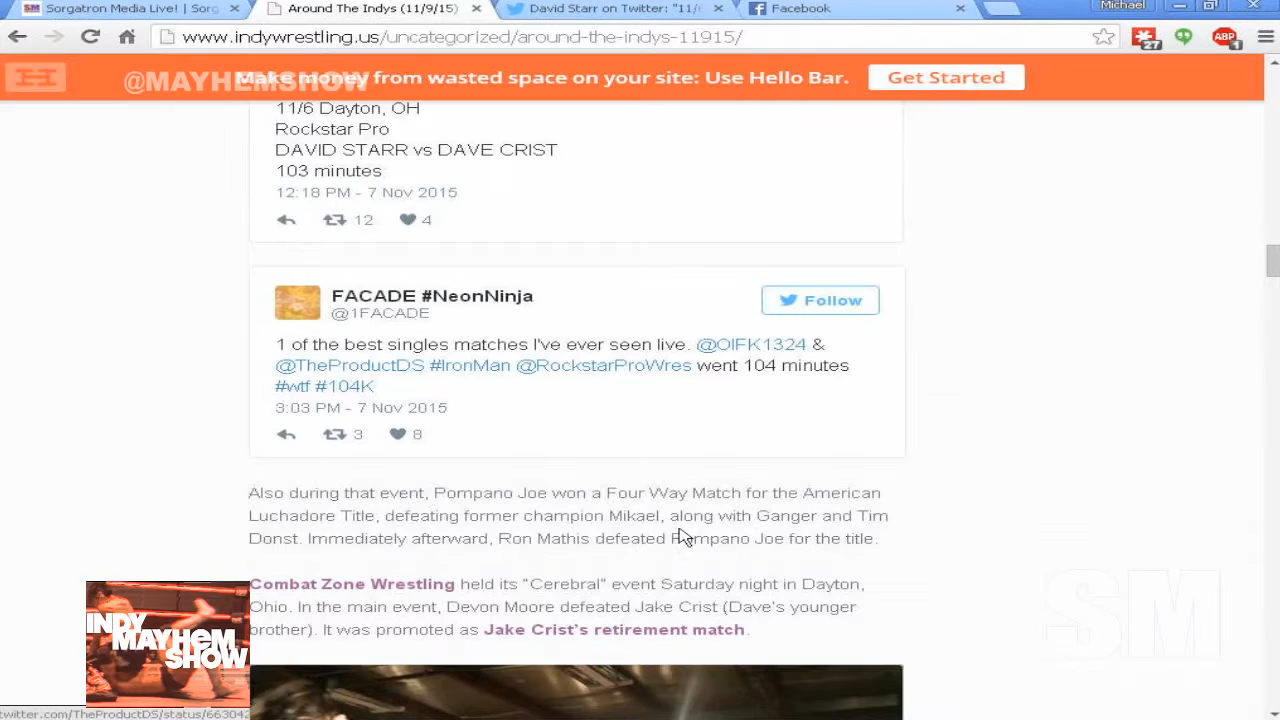 Sorgatron Media Live! | Sorg
Around The Indys (11/9/15)
David Starr on Twitter: "11/6
Facebook
Michael
www.indywrestling.us/uncategorized/around-the-indys-11915/
27
ABP
1
@MAYHEMSHOW
Make money from wasted space on your site: Use Hello Bar.
Get Started
11/6 Dayton, OH
Rockstar Pro
DAVID STARR vs DAVE CRIST
103 minutes
12:18 PM - 7 Nov 2015
12 4
FACADE #NeonNinja
@1FACADE
Follow
1 of the best singles matches I've ever seen live. @OIFK1324 &
@TheProductDS #IronMan @RockstarProWres went 104 minutes
#wtf #104K
3:03 PM - 7 Nov 2015
3 8
Also during that event, Pompano Joe won a Four Way Match for the American
Luchadore Title, defeating former champion Mikael, along with Ganger and Tim
Donst. Immediately afterward, Ron Mathis defeated Pompano Joe for the title.
Combat Zone Wrestling held its "Cerebral" event Saturday night in Dayton,
Ohio. In the main event, Devon Moore defeated Jake Crist (Dave's younger
brother). It was promoted as Jake Crist's retirement match.
INDY
MAYHEM
SHOW
SM
twitter.com/TheProductDS/status/663042